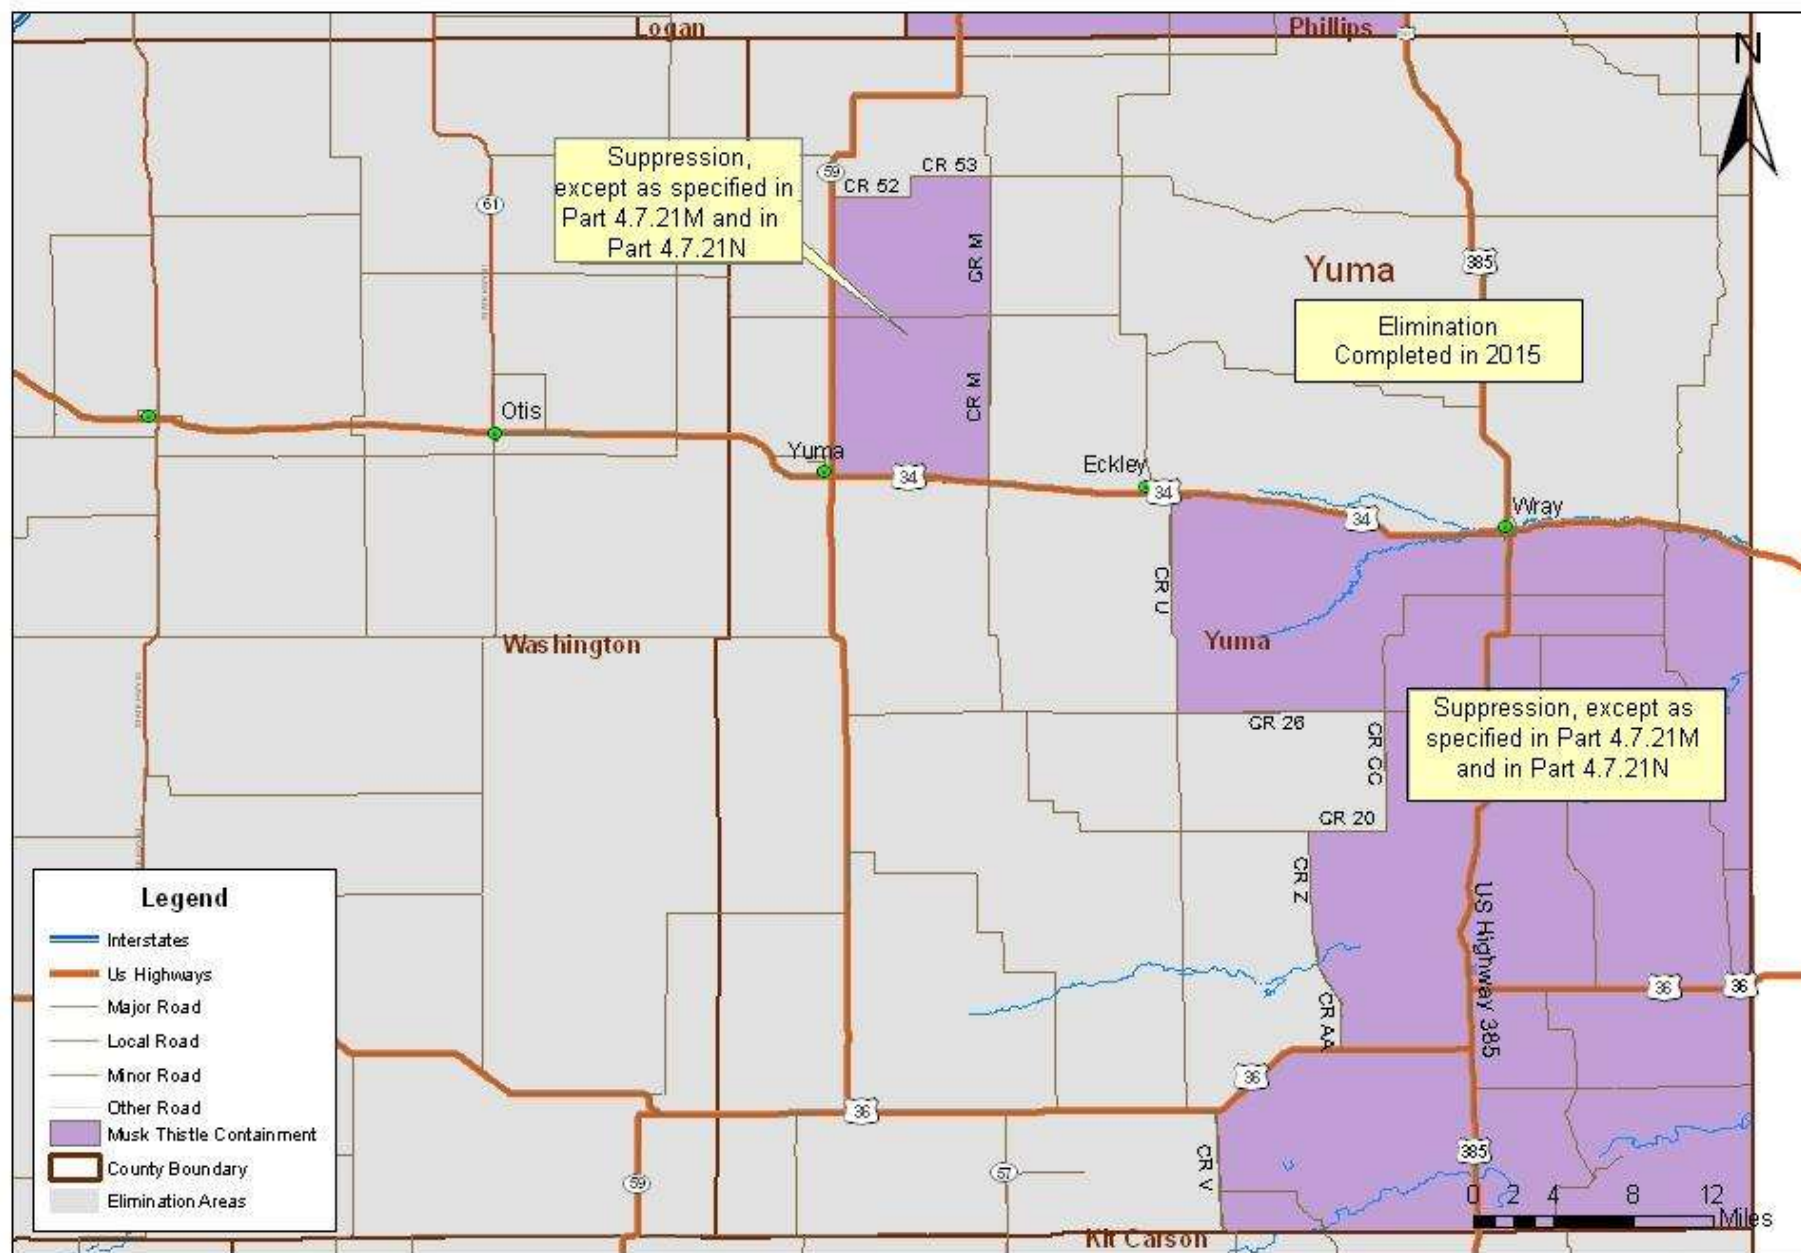 Logan
Phillips
N
Suppression,
except as specified in
Part 4.7.21M and in
Part 4.7.21N
59
CR 52
CR 53
61
GR M
385
Yuma
Elimination
Completed in 2015
CR M
Otis
Yuma
34
Eckley
34
34
Wray
CR U
Washington
Yuma
GR 26
GR CC
Suppression, except as
specified in Part 4.7.21M
and in Part 4.7.21N
GR 20
CR Z
US Highway 385
CR AA
36
36
36
36
385
CR V
57
59
Kit Carson
Legend
Interstates
Us Highways
Major Road
Local Road
Minor Road
Other Road
Musk Thistle Containment
County Boundary
Elimination Areas
0 2 4 8 12
Miles